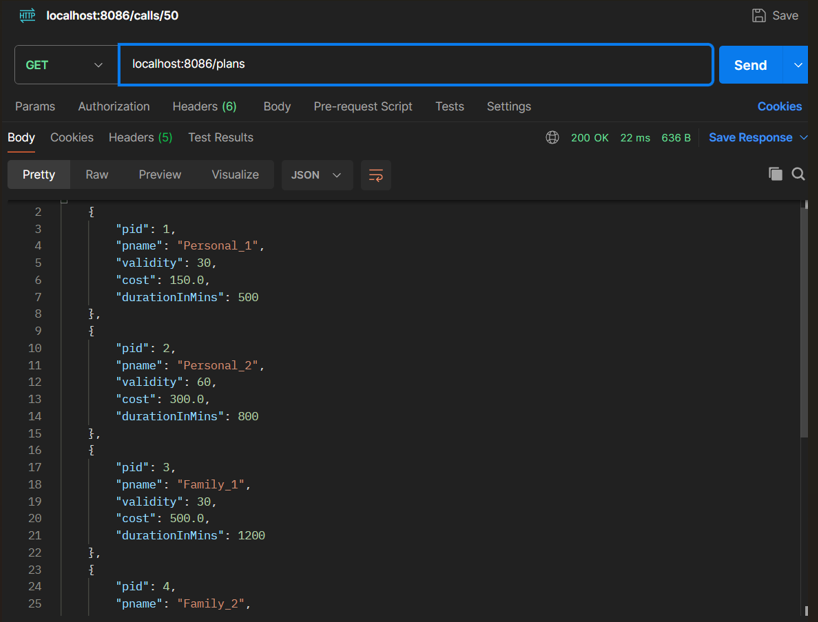 HTTP localhost:8086/calls/50 Save
GET localhost:8086/plans Send
Params Authorization Headers (6) Body Pre-request Script Tests Settings Cookies
Body Cookies Headers (5) Test Results 200 OK 22 ms 636 B Save Response
Pretty Raw Preview Visualize JSON
2 {
3 "pid": 1,
4 "pname": "Personal_1",
5 "validity": 30,
6 "cost": 150.0,
7 "durationInMins": 500
8 },
9 {
10 "pid": 2,
11 "pname": "Personal_2",
12 "validity": 60,
13 "cost": 300.0,
14 "durationInMins": 800
15 },
16 {
17 "pid": 3,
18 "pname": "Family_1",
19 "validity": 30,
20 "cost": 500.0,
21 "durationInMins": 1200
22 },
23 {
24 "pid": 4,
25 "pname": "Family_2",